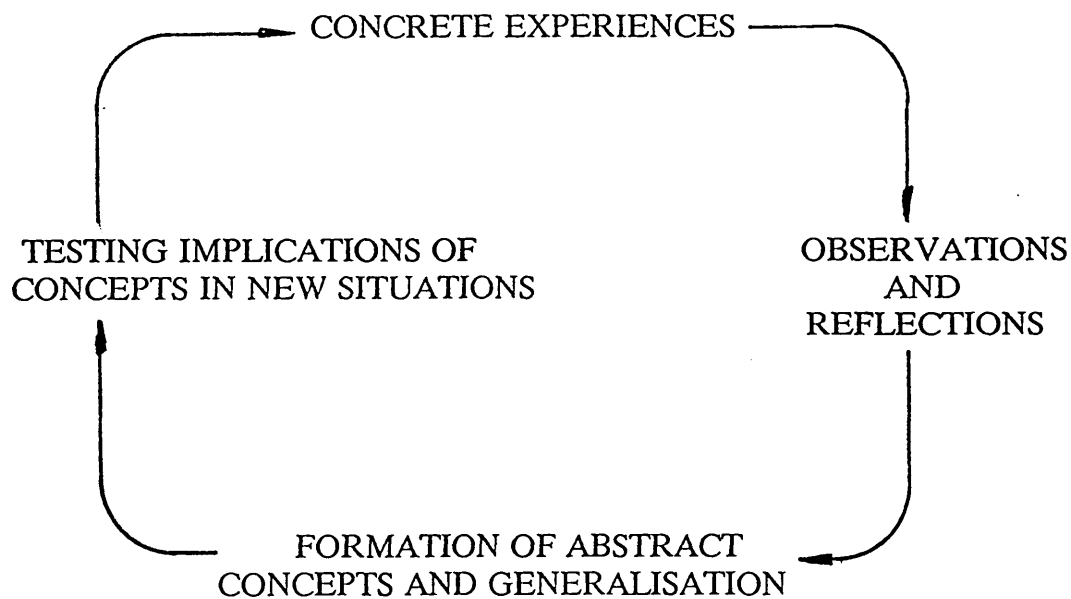 CONCRETE EXPERIENCES
TESTING IMPLICATIONS OF
CONCEPTS IN NEW SITUATIONS
OBSERVATIONS
AND
REFLECTIONS
FORMATION OF ABSTRACT
CONCEPTS AND GENERALISATION